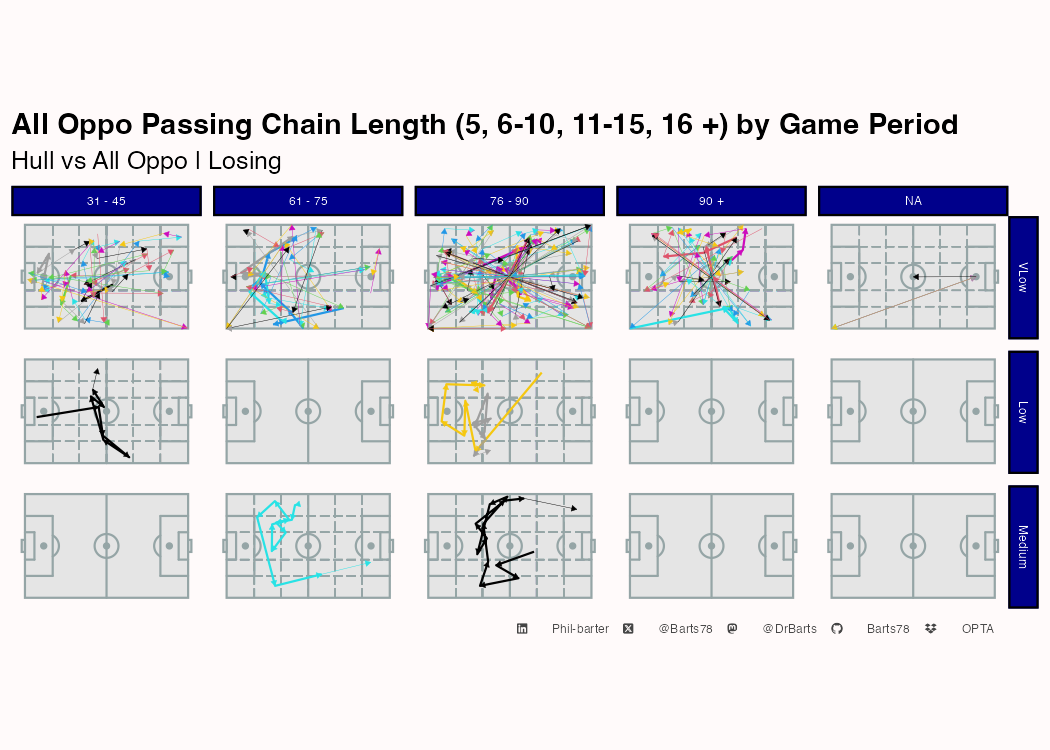 All Oppo Passing Chain Length (5, 6-10, 11-15, 16 +) by Game Period
Hull vs All Oppo | Losing
31 - 45
61 - 75
76 - 90
90 +
NA
VLow
Low
Medium
Phil-barter
@Barts78
@DrBarts
Barts78
OPTA